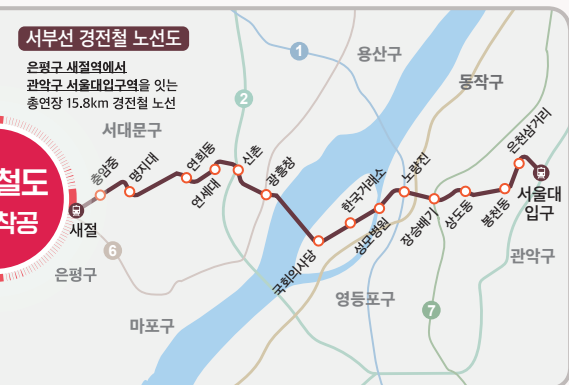 서부선 경전철 노선도
은평구 새절역에서
관악구 서울대입구역을 잇는
총연장 15.8km 경전철 노선
철도
착공
1
2
6
7
용산구
동작구
서대문구
은평구
마포구
영등포구
관악구
새절
충암중
명지대
연희동
연세대
신촌
광흥창
국회의사당
한국거래소
성모병원
노량진
장승배기
상도동
봉천동
은천삼거리
서울대
입구